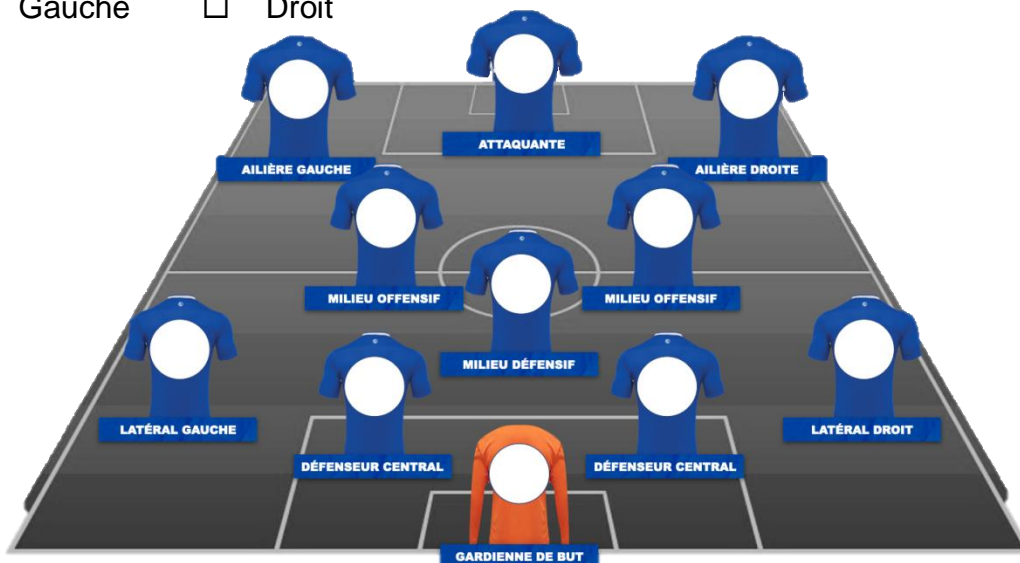 Gauche ☐ Droit
ATTAQUANTE
AILIÈRE GAUCHE
AILIÈRE DROITE
MILIEU OFFENSIF
MILIEU OFFENSIF
MILIEU DÉFENSIF
LATÉRAL GAUCHE
LATÉRAL DROIT
DÉFENSEUR CENTRAL
DÉFENSEUR CENTRAL
GARDIENNE DE BUT